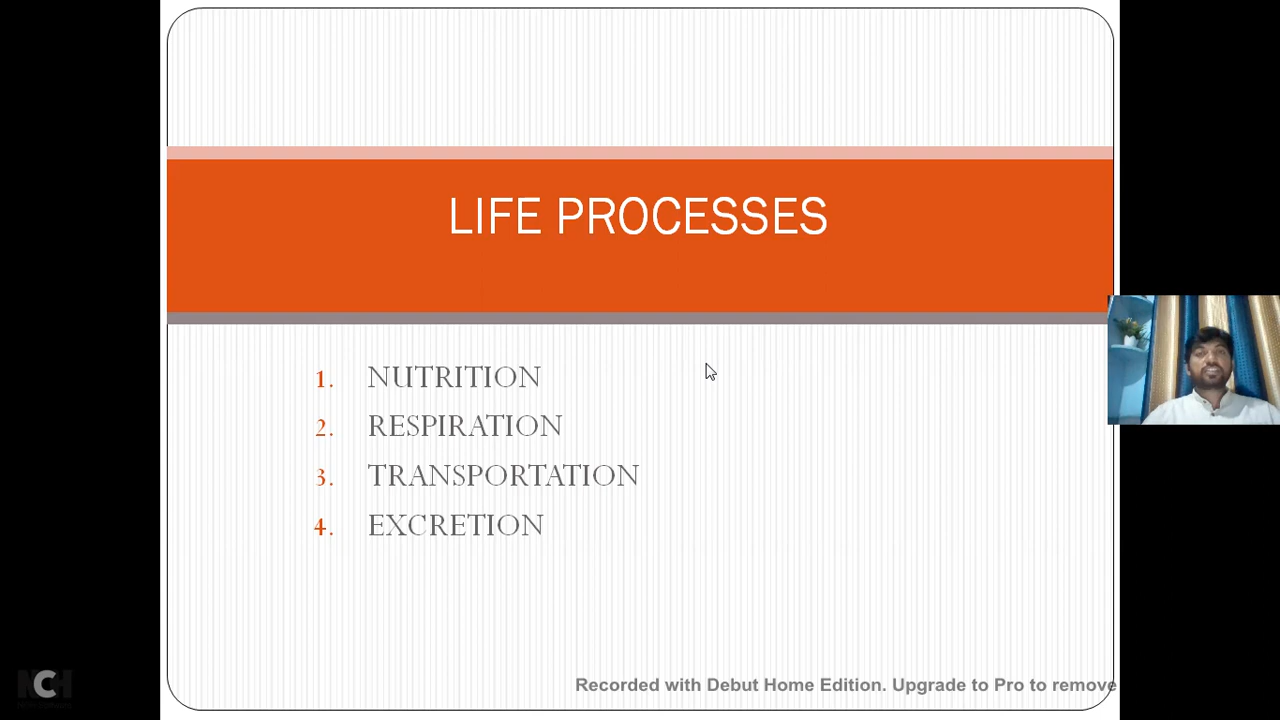 LIFE PROCESSES
1. NUTRITION
2. RESPIRATION
3. TRANSPORTATION
4. EXCRETION
Recorded with Debut Home Edition. Upgrade to Pro to remove
NCH